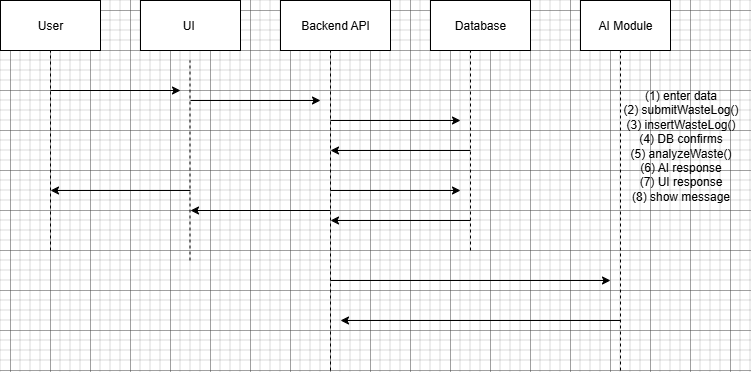 User
UI
Backend API
Database
AI Module
(1) enter data
(2) submitWasteLog()
(3) insertWasteLog()
(4) DB confirms
(5) analyzeWaste()
(6) AI response
(7) UI response
(8) show message